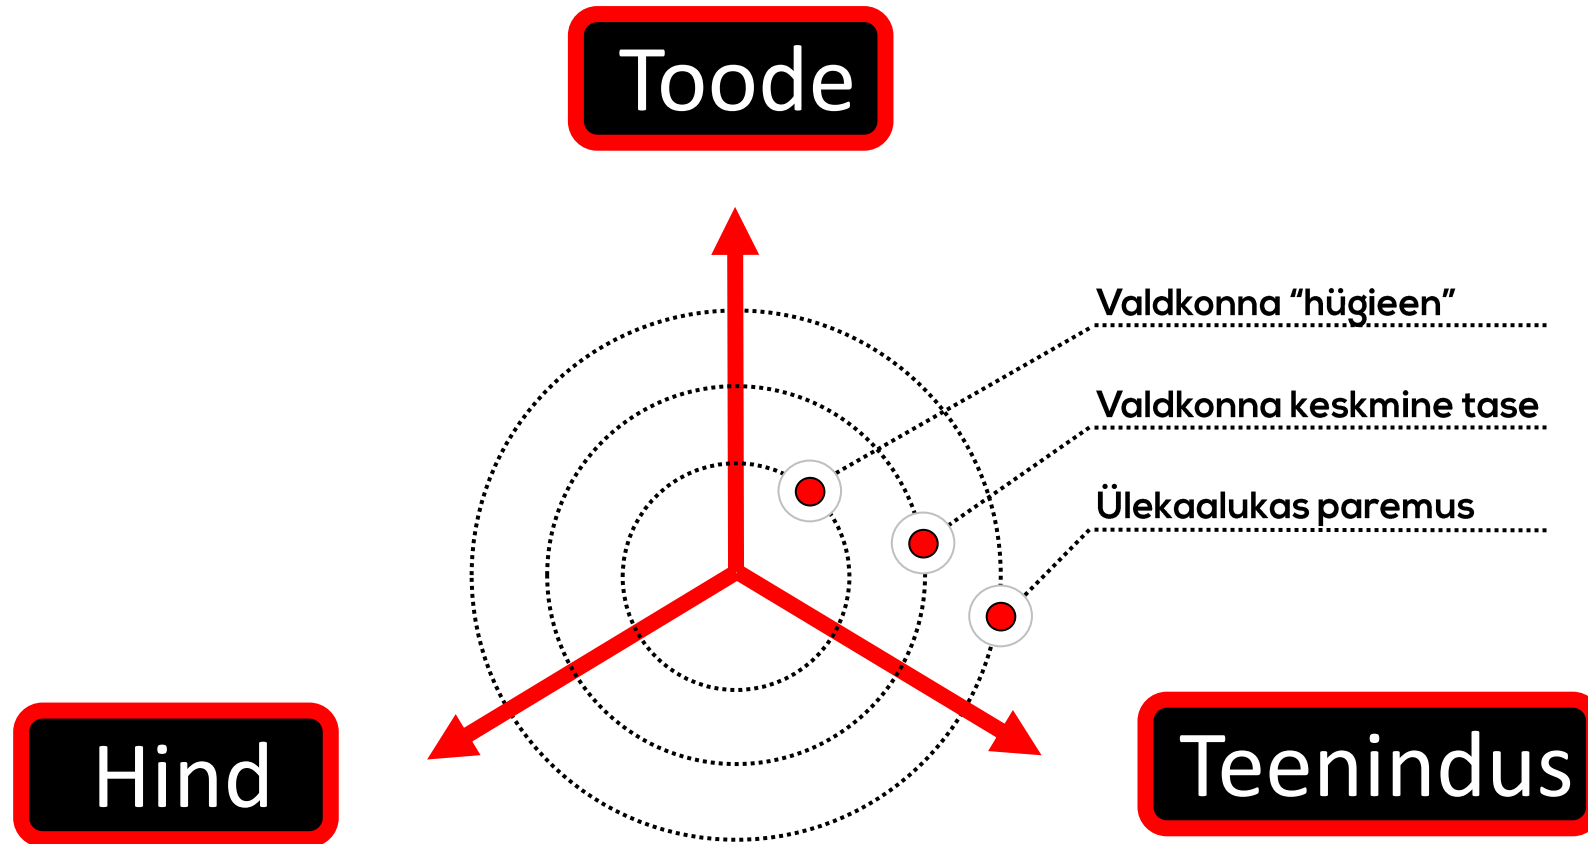 Toode
Valdkonna “hügieen”
Valdkonna keskmine tase
Ülekaalukas paremus
Hind
Teenindus